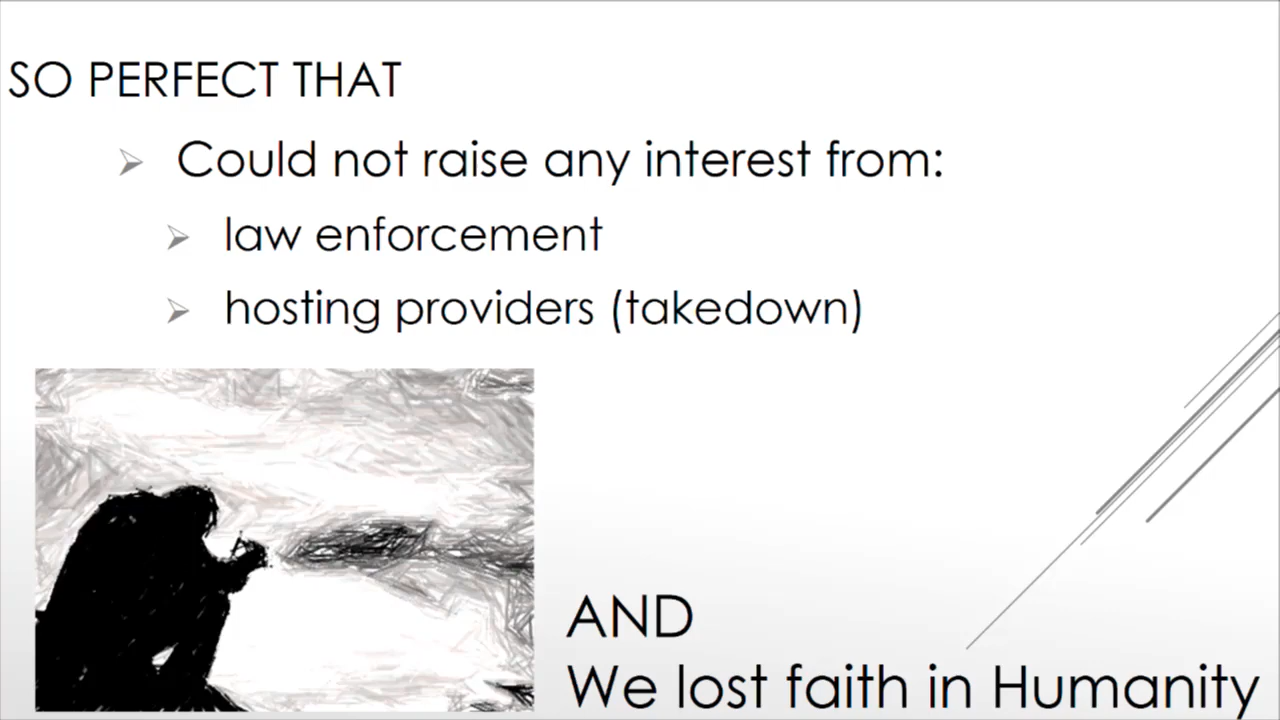 SO PERFECT THAT
Could not raise any interest from:
law enforcement
hosting providers (takedown)
AND
We lost faith in Humanity